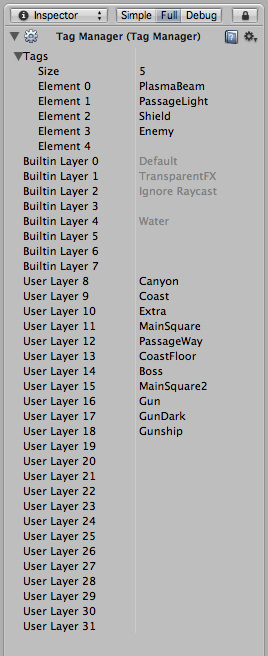 Inspector Simple Full Debug
Tag Manager (Tag Manager)
Tags
Size 5
Element 0 PlasmaBeam
Element 1 PassageLight
Element 2 Shield
Element 3 Enemy
Element 4
Builtin Layer 0 Default
Builtin Layer 1 TransparentFX
Builtin Layer 2 Ignore Raycast
Builtin Layer 3
Builtin Layer 4 Water
Builtin Layer 5
Builtin Layer 6
Builtin Layer 7
User Layer 8 Canyon
User Layer 9 Coast
User Layer 10 Extra
User Layer 11 MainSquare
User Layer 12 PassageWay
User Layer 13 CoastFloor
User Layer 14 Boss
User Layer 15 MainSquare2
User Layer 16 Gun
User Layer 17 GunDark
User Layer 18 Gunship
User Layer 19
User Layer 20
User Layer 21
User Layer 22
User Layer 23
User Layer 24
User Layer 25
User Layer 26
User Layer 27
User Layer 28
User Layer 29
User Layer 30
User Layer 31